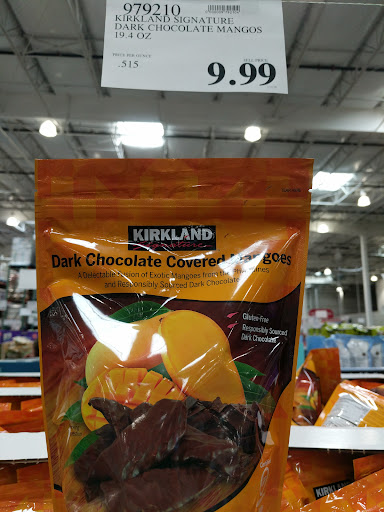 979210
KIRKLAND SIGNATURE
DARK CHOCOLATE MANGOS
19.4 OZ
PRICE PER OUNCE
SELL PRICE
.515
9.99
KIRKLAND
Signature
Dark Chocolate Covered Mangoes
A Delectable Fusion of Exotic Mangoes from the Philippines
and Responsibly Sourced Dark Chocolate
Gluten-Free
Responsibly Sourced
Dark Chocolate
KIRKLAND